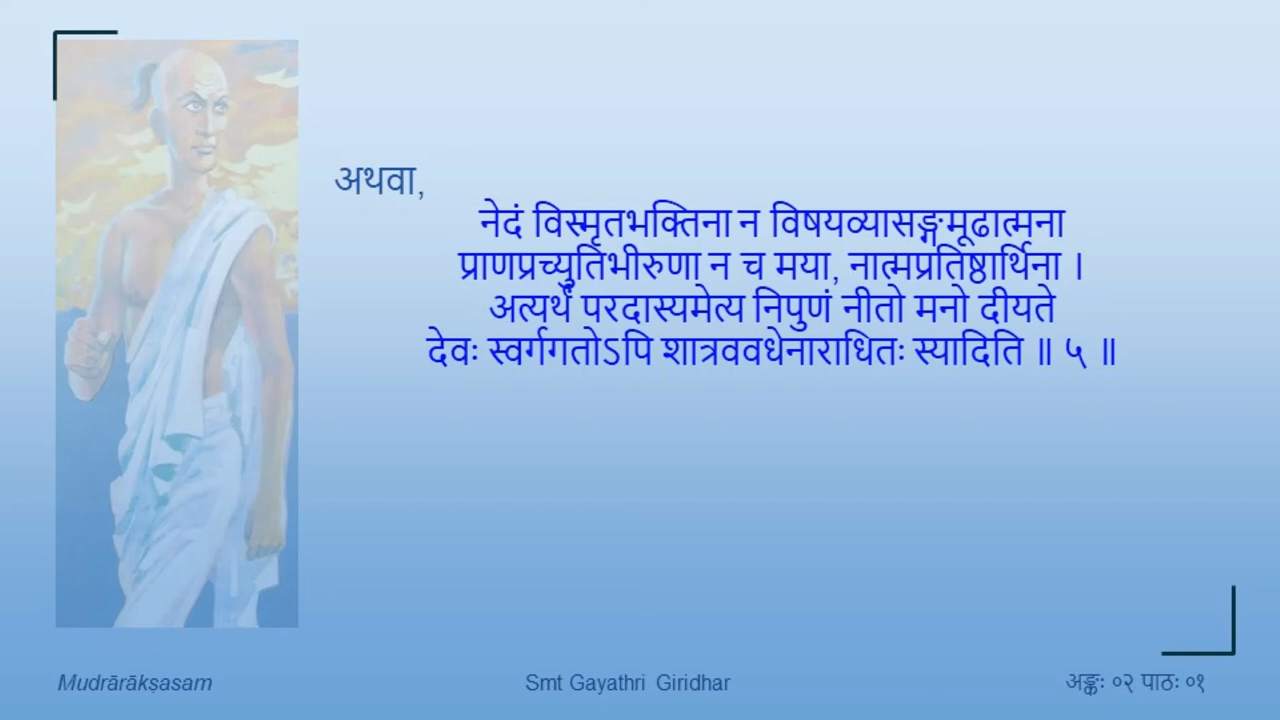 अथवा,
नेदं विस्मृतभक्तिना न विषयव्यासङ्गमूढात्मना
प्राणप्रच्युतिभीरुणा न च मया, नात्मप्रतिष्ठार्थिना ।
अत्यर्थं परदास्यमेत्य निपुणं नीतो मनो दीयते
देवः स्वर्गगतोऽपि शात्रववधेनाराधितः स्यादिति ॥ ५ ॥
Mudrārākṣasam
Smt Gayathri Giridhar
अङ्कः ०२ पाठः ०१